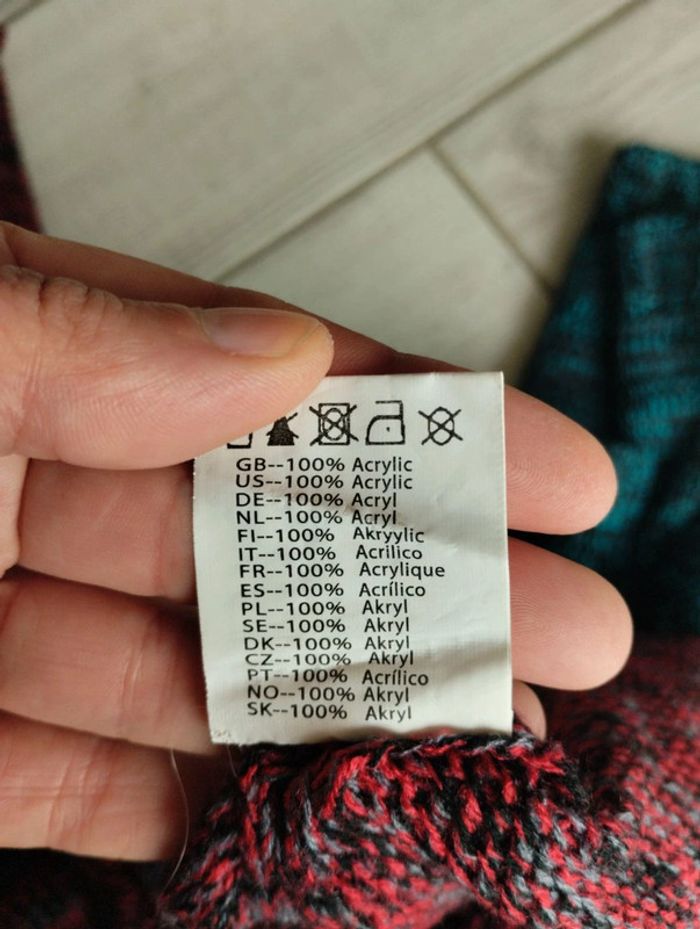 GB--100% Acrylic
US--100% Acrylic
DE--100% Acryl
NL--100% Acryl
FI--100% Akryylic
IT--100% Acrilico
FR--100% Acrylique
ES--100% Acrílico
PL--100% Akryl
SE--100% Akryl
DK--100% Akryl
CZ--100% Akryl
PT--100% Acrílico
NO--100% Akryl
SK--100% Akryl